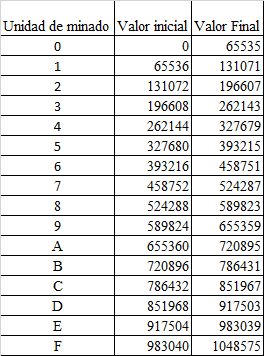 Unidad de minado Valor inicial Valor Final
0 0 65535
1 65536 131071
2 131072 196607
3 196608 262143
4 262144 327679
5 327680 393215
6 393216 458751
7 458752 524287
8 524288 589823
9 589824 655359
A 655360 720895
B 720896 786431
C 786432 851967
D 851968 917503
E 917504 983039
F 983040 1048575